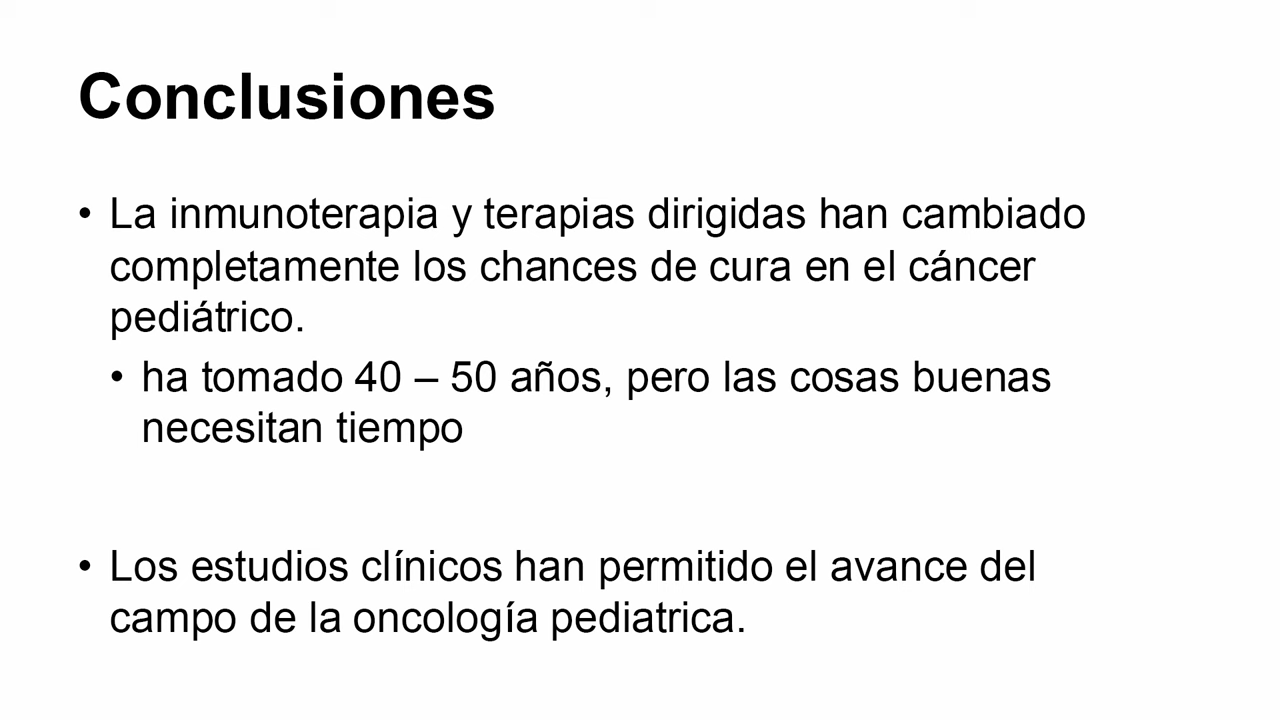 Conclusiones
• La inmunoterapia y terapias dirigidas han cambiado
completamente los chances de cura en el cáncer
pediátrico.
• ha tomado 40 – 50 años, pero las cosas buenas
necesitan tiempo
• Los estudios clínicos han permitido el avance del
campo de la oncología pediatrica.